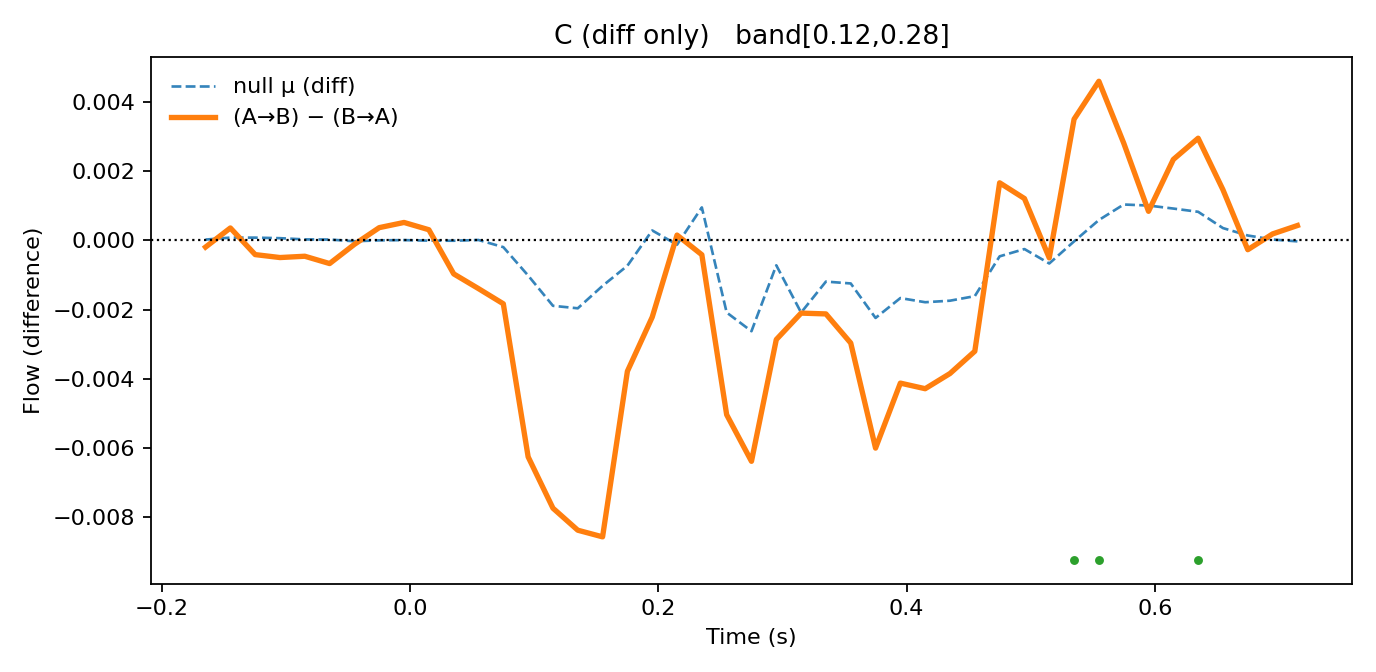 C (diff only)   band[0.12,0.28]
null μ (diff)
(A→B) − (B→A)
0.004
0.002
0.000
−0.002
−0.004
−0.006
−0.008
Flow (difference)
−0.2
0.0
0.2
0.4
0.6
Time (s)